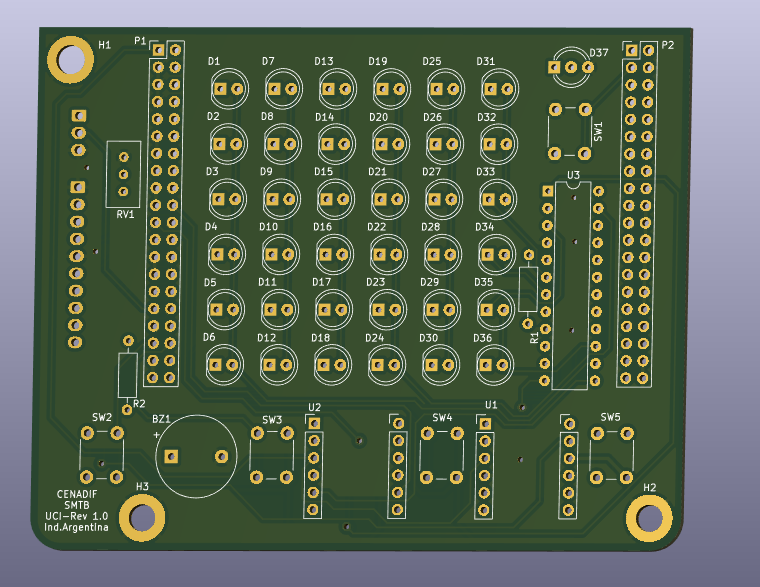 H1
P1
P2
D37
D1
D7
D13
D19
D25
D31
D2
D8
D14
D20
D26
D32
SW1
D3
D9
D15
D21
D27
D33
U3
RV1
D4
D10
D16
D22
D28
D34
D5
D11
D17
D23
D29
D35
R1
D6
D12
D18
D24
D30
D36
R2
SW2
BZ1
+
SW3
U2
SW4
U1
SW5
H3
H2
CENADIF
SMTB
UCI-Rev 1.0
Ind.Argentina